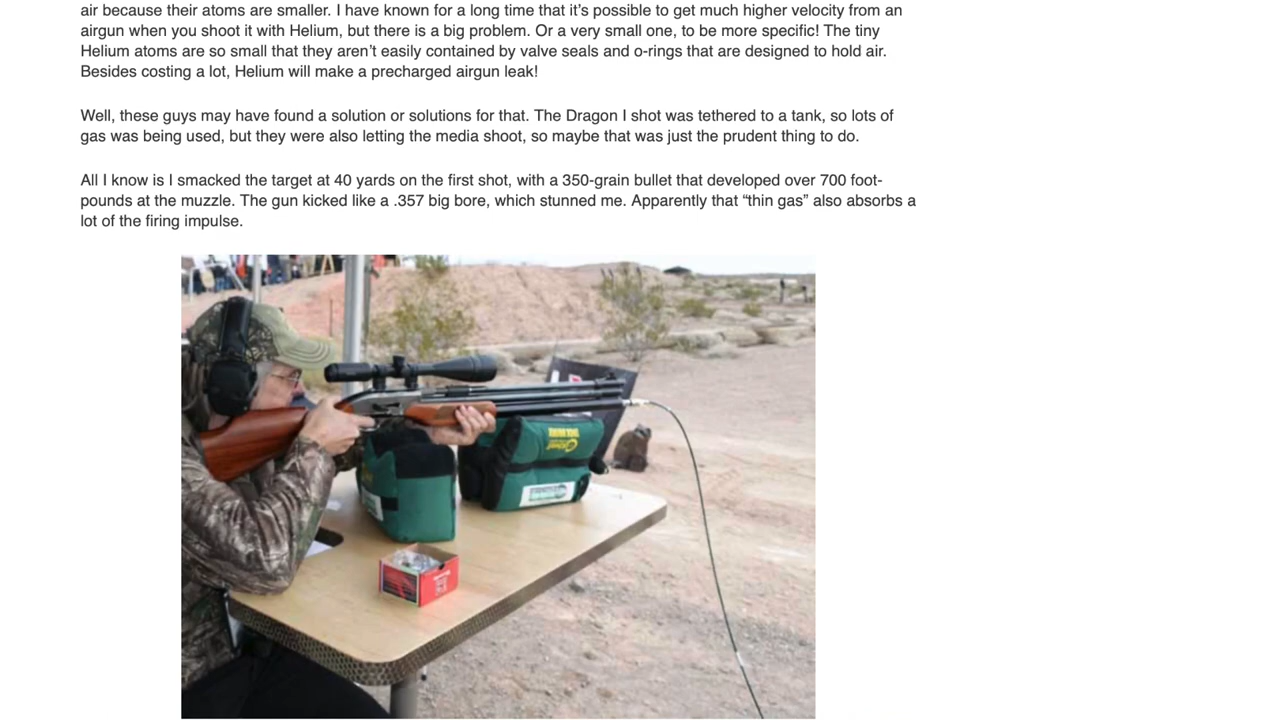 air because their atoms are smaller. I have known for a long time that it’s possible to get much higher velocity from an
airgun when you shoot it with Helium, but there is a big problem. Or a very small one, to be more specific! The tiny
Helium atoms are so small that they aren’t easily contained by valve seals and o-rings that are designed to hold air.
Besides costing a lot, Helium will make a precharged airgun leak!
Well, these guys may have found a solution or solutions for that. The Dragon I shot was tethered to a tank, so lots of
gas was being used, but they were also letting the media shoot, so maybe that was just the prudent thing to do.
All I know is I smacked the target at 40 yards on the first shot, with a 350-grain bullet that developed over 700 foot-
pounds at the muzzle. The gun kicked like a .357 big bore, which stunned me. Apparently that “thin gas” also absorbs a
lot of the firing impulse.